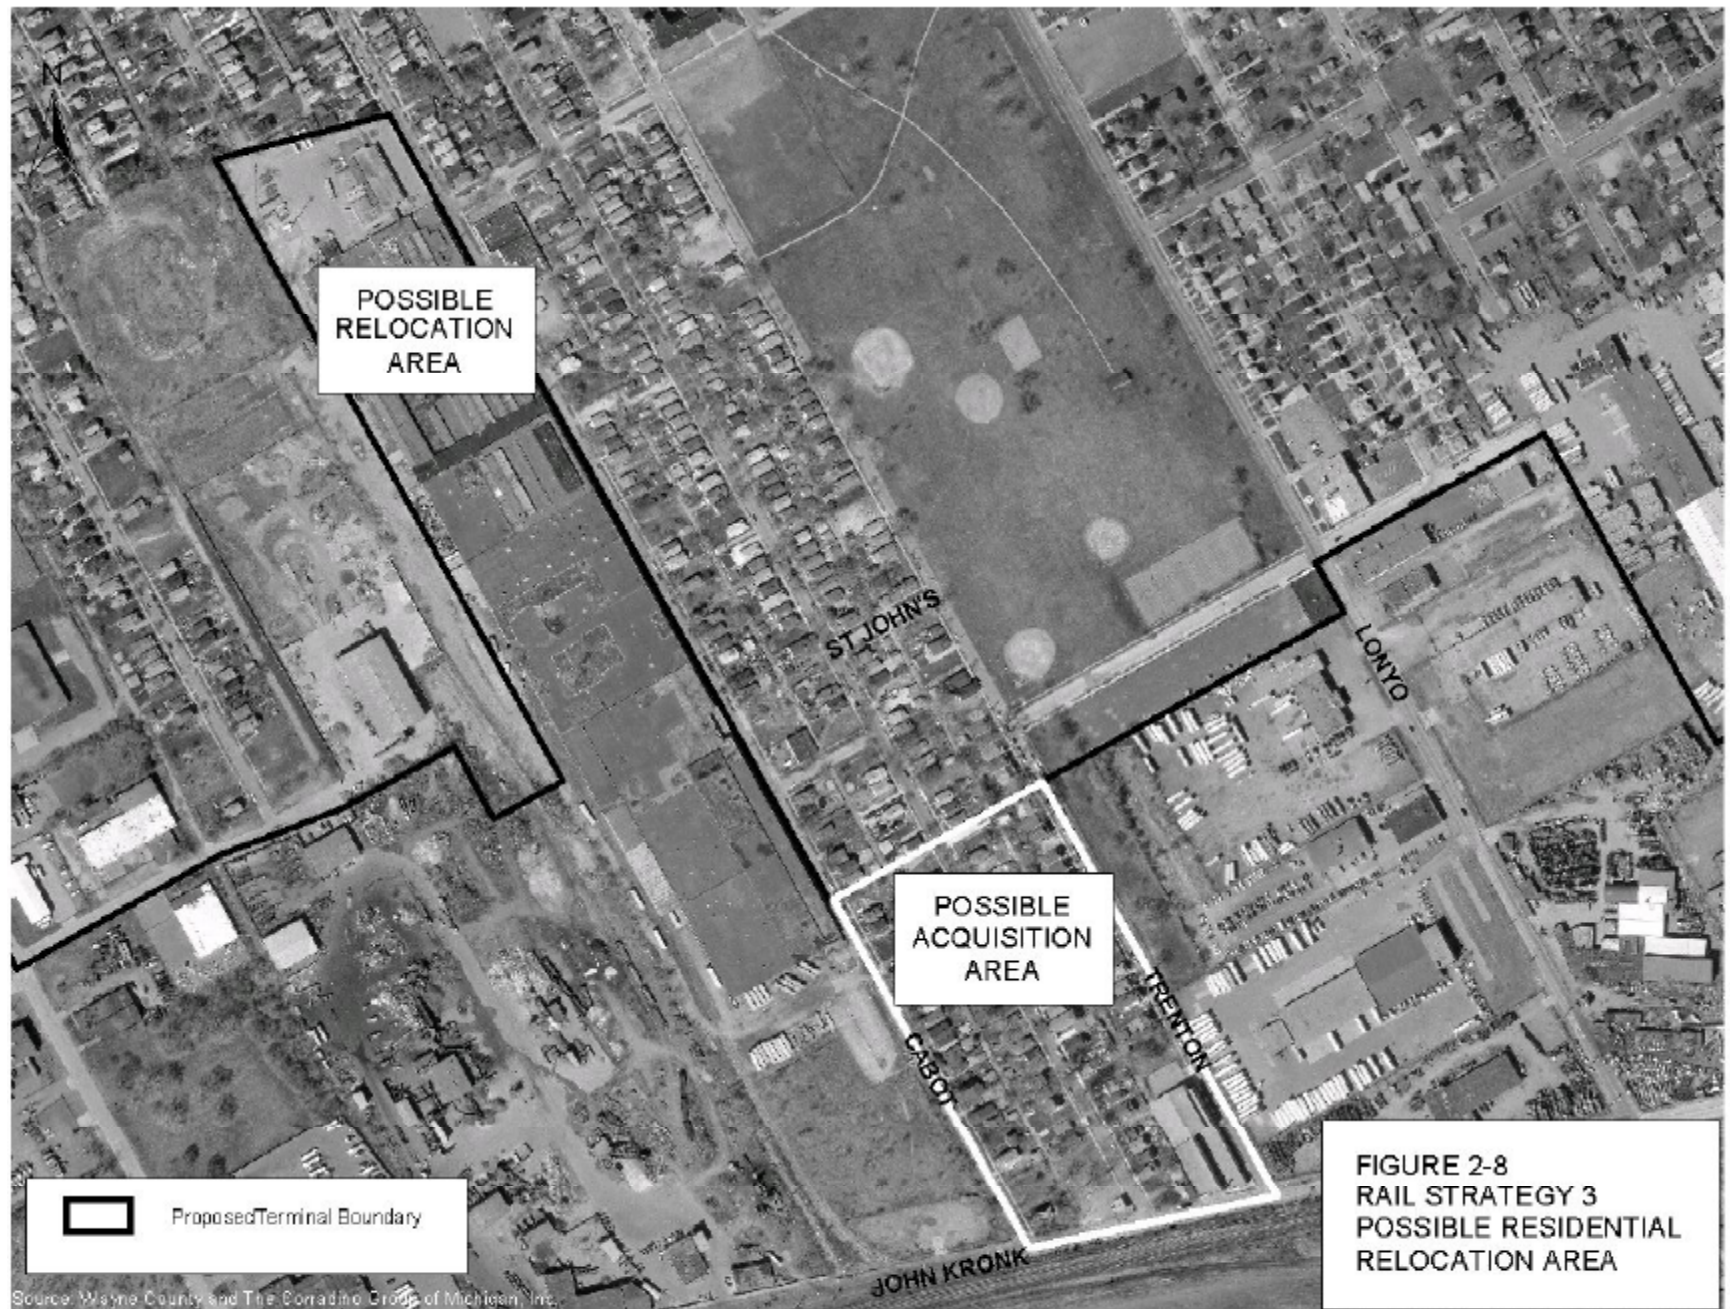 N
POSSIBLE
RELOCATION
AREA
ST JOHN'S
LONYO
POSSIBLE
ACQUISITION
AREA
TRENTON
CABOT
JOHN KRONK
Proposed Terminal Boundary
FIGURE 2-8
RAIL STRATEGY 3
POSSIBLE RESIDENTIAL
RELOCATION AREA
Source: Wayne County and The Corradino Group of Michigan, Inc.